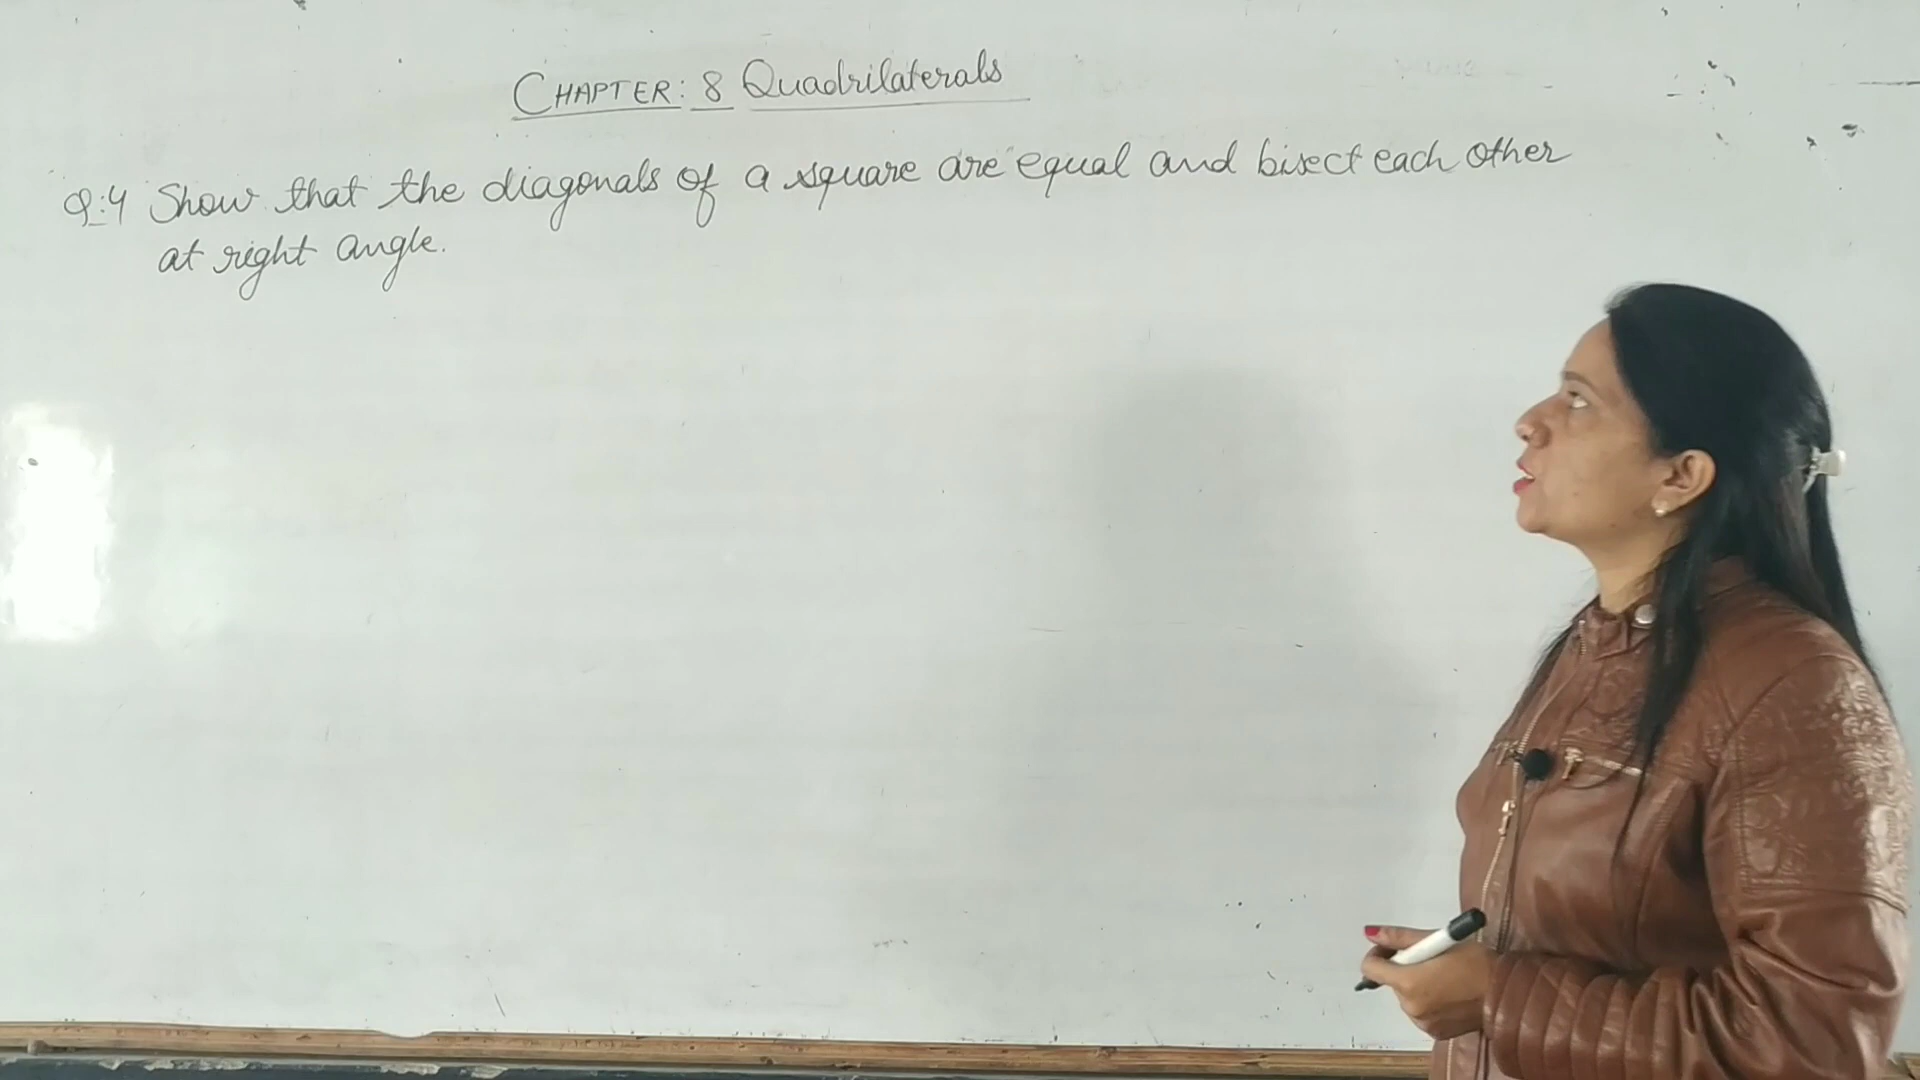 CHAPTER: 8 Quadrilaterals
Q:4 Show that the diagonals of a square are equal and bisect each other
at right angle.